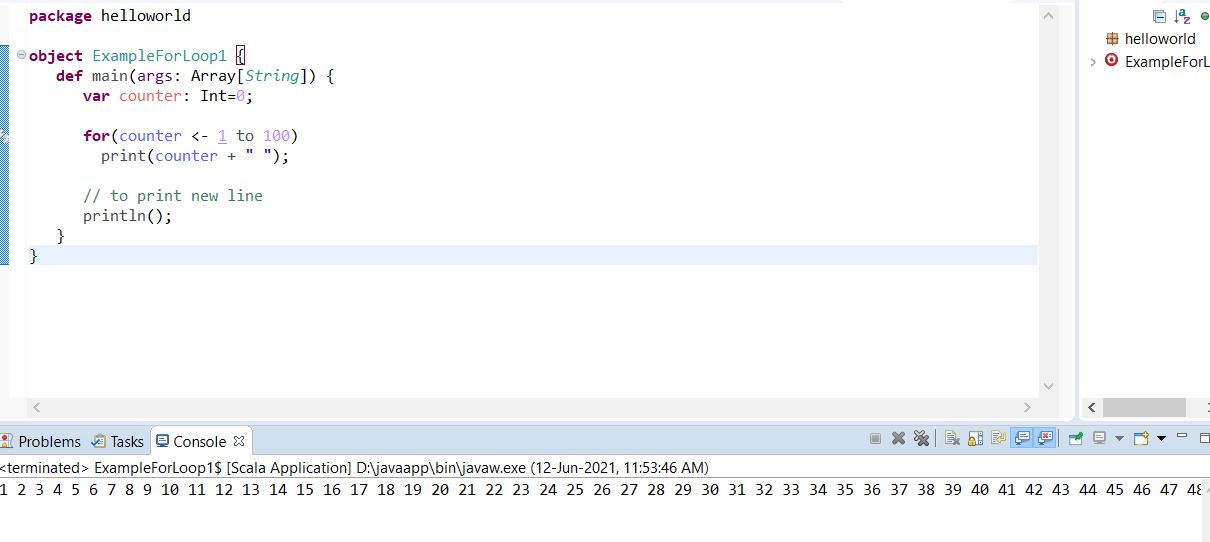 package helloworld
object ExampleForLoop1 {
def main(args: Array[String]) {
var counter: Int=0;
for(counter <- 1 to 100)
print(counter + " ");
// to print new line
println();
}
}
helloworld
ExampleForL
Problems Tasks Console
<terminated> ExampleForLoop1$ [Scala Application] D:\javaapp\bin\javaw.exe (12-Jun-2021, 11:53:46 AM)
1 2 3 4 5 6 7 8 9 10 11 12 13 14 15 16 17 18 19 20 21 22 23 24 25 26 27 28 29 30 31 32 33 34 35 36 37 38 39 40 41 42 43 44 45 46 47 48